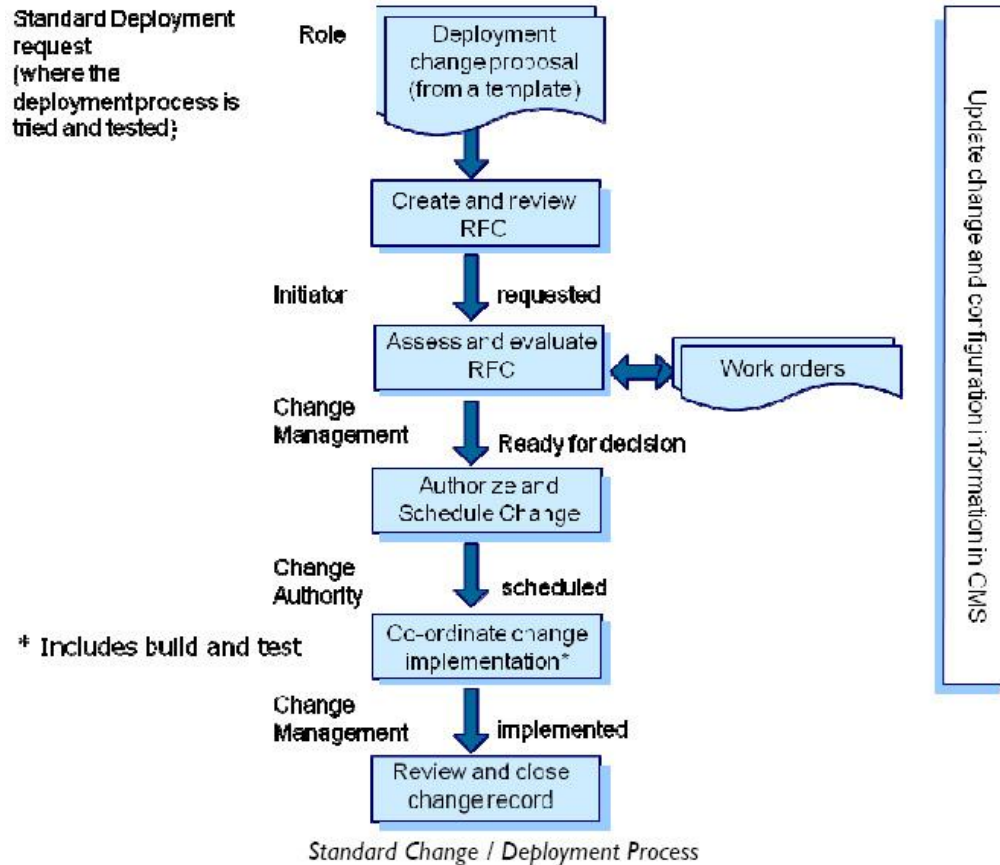 Standard Deployment
request
(where the
deployment process is
tried and tested}
Role
Deployment
change proposal
(from a template)
Create and review
RFC
Initiator
requested
Assess and evaluate
RFC
Work orders
Change
Management
Ready for decision
Authorize and
Schedule Change
Change
Authority
scheduled
* Includes build and test
Co-ordinate change
implementation*
Change
Management
implemented
Review and close
change record
Update change and configuration information in CMS
Standard Change / Deployment Process